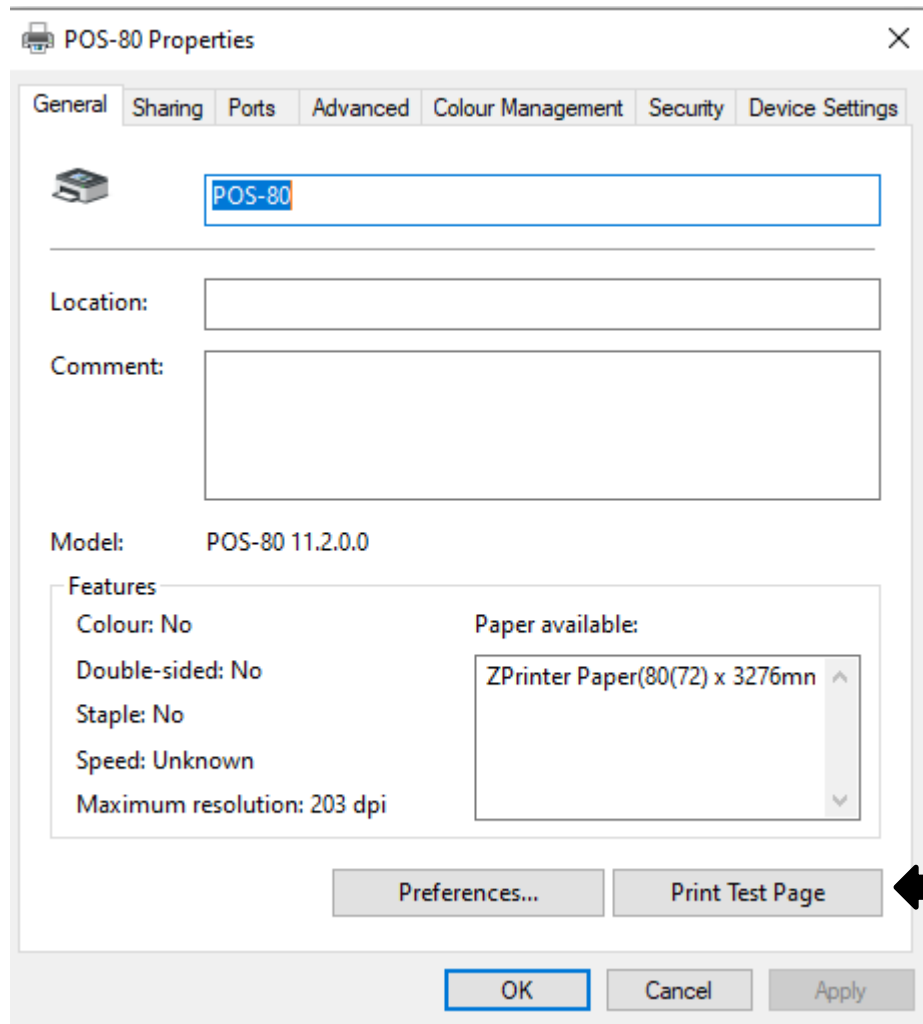 POS-80 Properties
General Sharing Ports Advanced Colour Management Security Device Settings
POS-80
Location:
Comment:
Model: POS-80 11.2.0.0
Features
Colour: No
Double-sided: No
Staple: No
Speed: Unknown
Maximum resolution: 203 dpi
Paper available:
ZPrinter Paper(80(72) x 3276mn
Preferences... Print Test Page
OK Cancel Apply